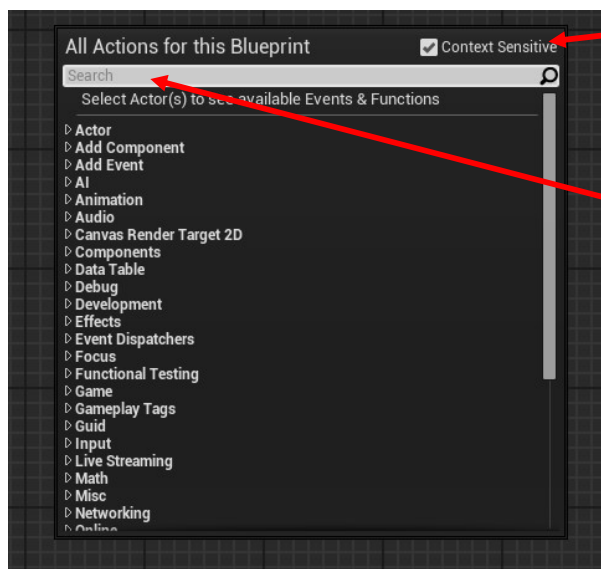 All Actions for this Blueprint Context Sensitive
Search
Select Actor(s) to see available Events & Functions
Actor
Add Component
Add Event
AI
Animation
Audio
Canvas Render Target 2D
Components
Data Table
Debug
Development
Effects
Event Dispatchers
Focus
Functional Testing
Game
Gameplay Tags
Guid
Input
Live Streaming
Math
Misc
Networking
Online